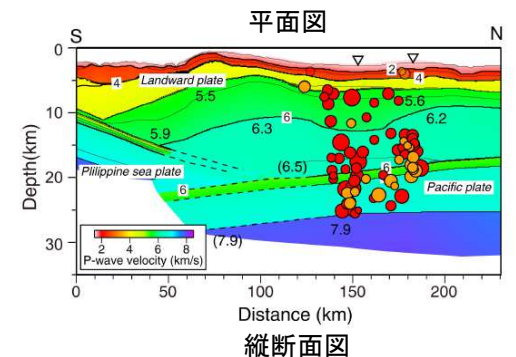 平面図
S
N
0
10
20
30
Depth(km)
2
4
4
Landward plate
5.5
5.6
5.9
6.3
6
6.2
(6.5)
6
Plilippine sea plate
6
Pacific plate
7.9
(7.9)
2 4 6 8
P-wave velocity (km/s)
0 50 100 150 200
Distance (km)
縦断面図